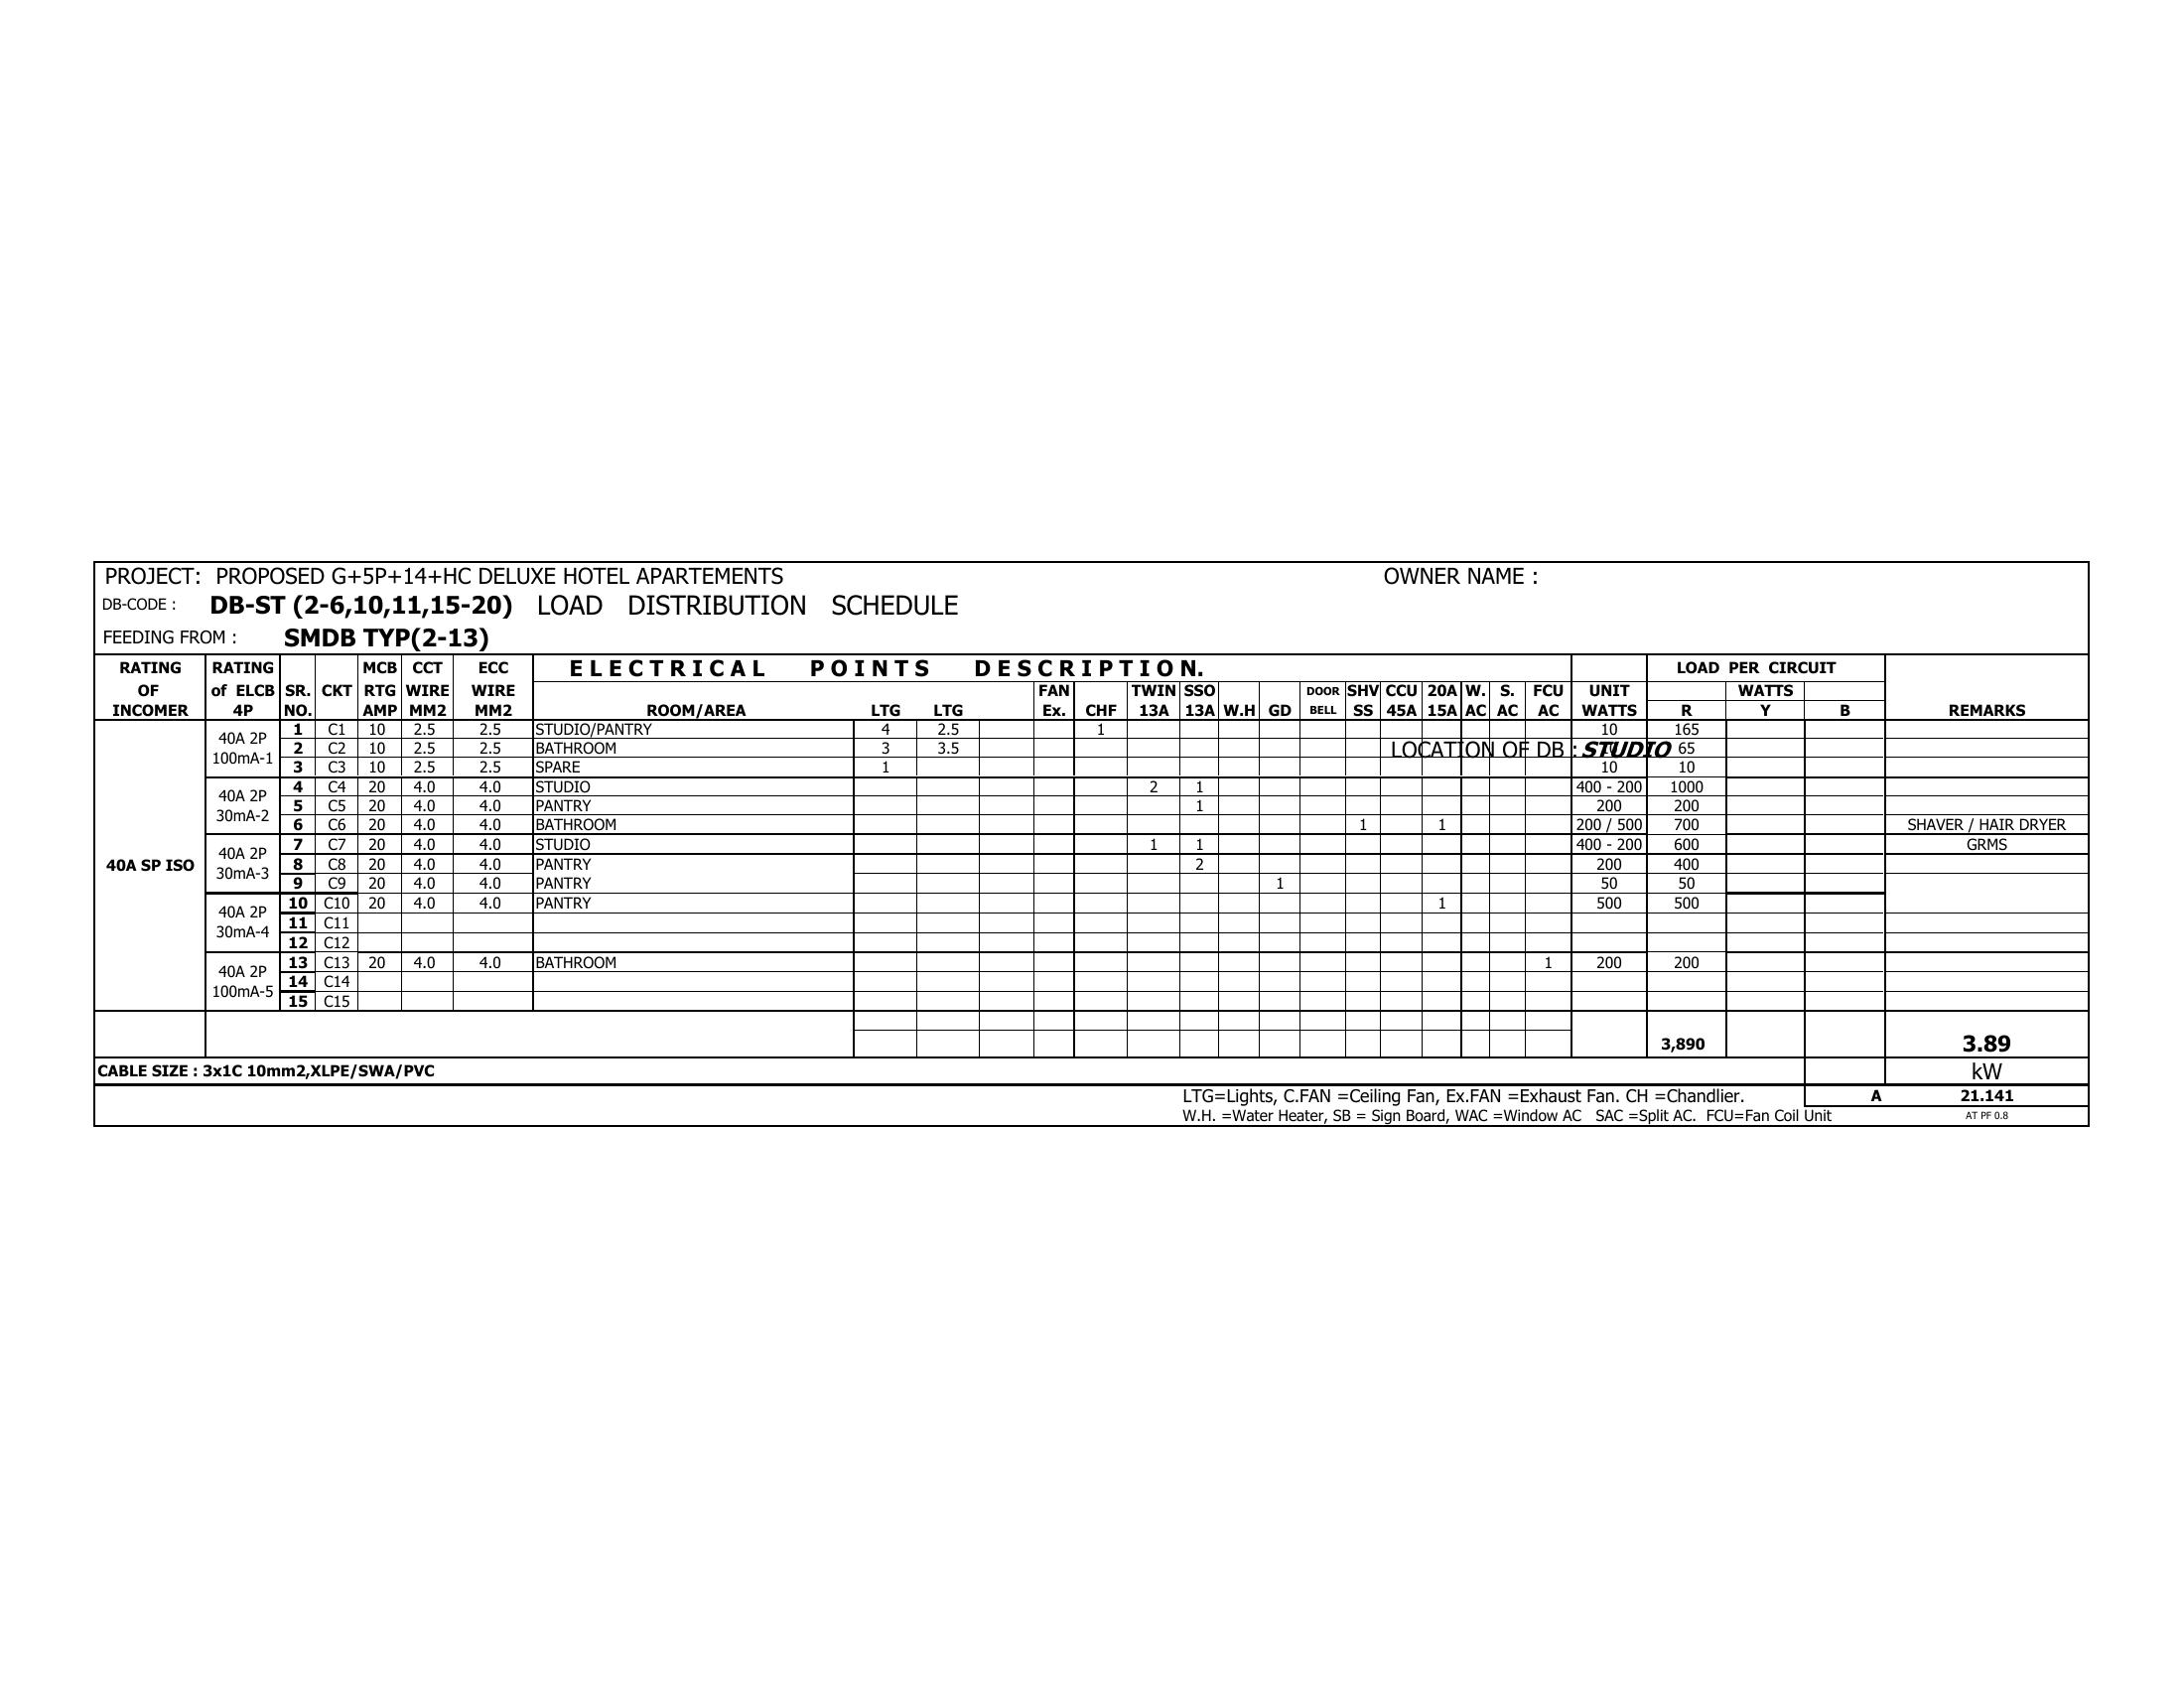 PROJECT: PROPOSED G+5P+14+HC DELUXE HOTEL APARTEMENTS OWNER NAME :
DB-CODE : DB-ST (2-6,10,11,15-20) LOAD DISTRIBUTION SCHEDULE
FEEDING FROM : SMDB TYP(2-13)
RATING RATING MCB CCT ECC ELECTRICAL POINTS DESCRIPTION. LOAD PER CIRCUIT
OF of ELCB SR. CKT RTG WIRE WIRE FAN TWIN SSO DOOR SHV CCU 20A W. S. FCU UNIT WATTS
INCOMER 4P NO. AMP MM2 MM2 ROOM/AREA LTG LTG Ex. CHF 13A 13A W.H GD BELL SS 45A 15A AC AC AC WATTS R Y B REMARKS
1 C1 10 2.5 2.5 STUDIO/PANTRY 4 2.5 1 10 165
40A 2P
100mA-1
2 C2 10 2.5 2.5 BATHROOM 3 3.5 65
LOCATION OF DB : STUDIO
3 C3 10 2.5 2.5 SPARE 1 10 10
4 C4 20 4.0 4.0 STUDIO 2 1 400 - 200 1000
40A 2P
30mA-2
5 C5 20 4.0 4.0 PANTRY 1 200 200
6 C6 20 4.0 4.0 BATHROOM 1 1 200 / 500 700 SHAVER / HAIR DRYER
7 C7 20 4.0 4.0 STUDIO 1 1 400 - 200 600 GRMS
40A 2P
30mA-3
40A SP ISO 8 C8 20 4.0 4.0 PANTRY 2 200 400
9 C9 20 4.0 4.0 PANTRY 1 50 50
10 C10 20 4.0 4.0 PANTRY 1 500 500
40A 2P
30mA-4
11 C11
12 C12
13 C13 20 4.0 4.0 BATHROOM 1 200 200
40A 2P
100mA-5
14 C14
15 C15
3,890 3.89
CABLE SIZE : 3x1C 10mm2,XLPE/SWA/PVC kW
LTG=Lights, C.FAN =Ceiling Fan, Ex.FAN =Exhaust Fan. CH =Chandlier. A 21.141
W.H. =Water Heater, SB = Sign Board, WAC =Window AC SAC =Split AC. FCU=Fan Coil Unit AT PF 0.8